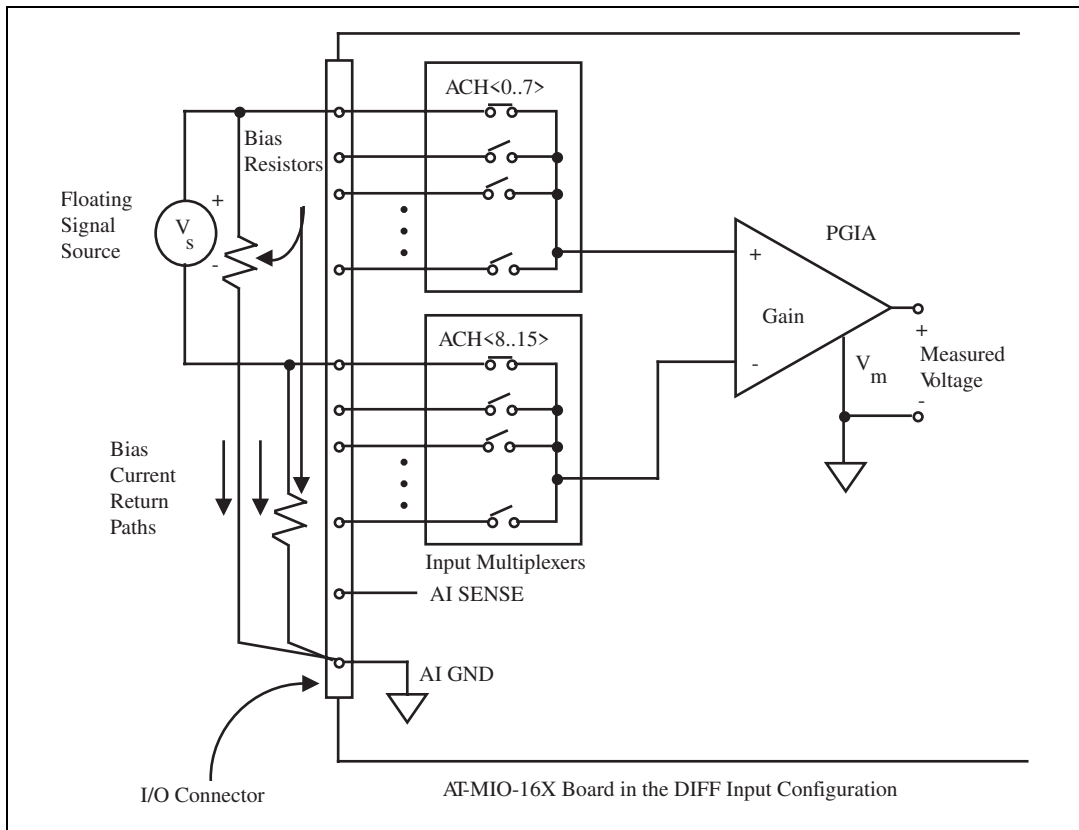 ACH<0..7>
Bias
Resistors
Floating
Signal
Source
+
V
s
-
PGIA
+
Gain
-
+
V
m
Measured
Voltage
-
ACH<8..15>
Bias
Current
Return
Paths
Input Multiplexers
AI SENSE
AI GND
I/O Connector
AT-MIO-16X Board in the DIFF Input Configuration